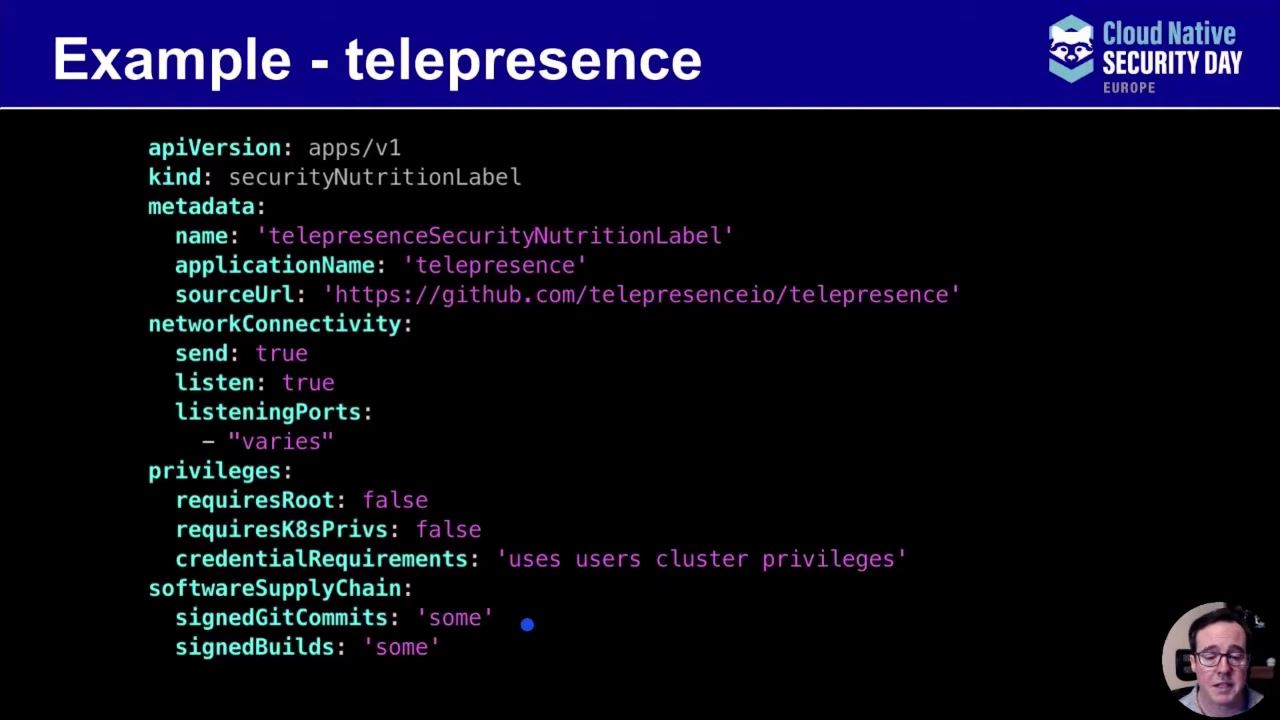 Example - telepresence
Cloud Native
SECURITY DAY
EUROPE
apiVersion: apps/v1
kind: securityNutritionLabel
metadata:
  name: 'telepresenceSecurityNutritionLabel'
  applicationName: 'telepresence'
  sourceUrl: 'https://github.com/telepresenceio/telepresence'
networkConnectivity:
  send: true
  listen: true
  listeningPorts:
    - "varies"
privileges:
  requiresRoot: false
  requiresK8sPrivs: false
  credentialRequirements: 'uses users cluster privileges'
softwareSupplyChain:
  signedGitCommits: 'some'
  signedBuilds: 'some'